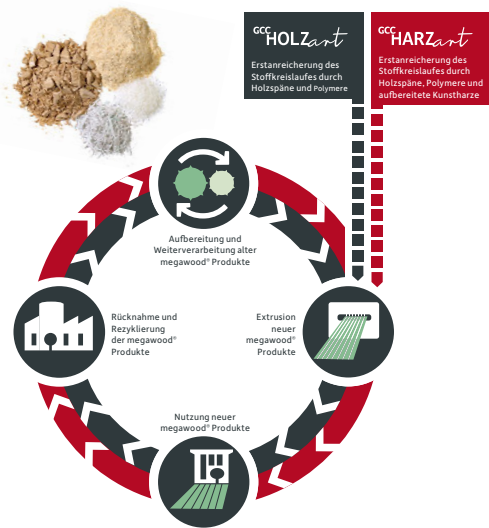 GCC HOLZart
Erstanreicherung des
Stoffkreislaufes durch
Holzspäne und Polymere
GCC HARZart
Erstanreicherung des
Stoffkreislaufes durch
Holzspäne, Polymere und
aufbereitete Kunstharze
Aufbereitung und
Weiterverarbeitung alter
megawood® Produkte
Rücknahme und
Rezyklierung
der megawood®
Produkte
Extrusion
neuer
megawood®
Produkte
Nutzung neuer
megawood® Produkte